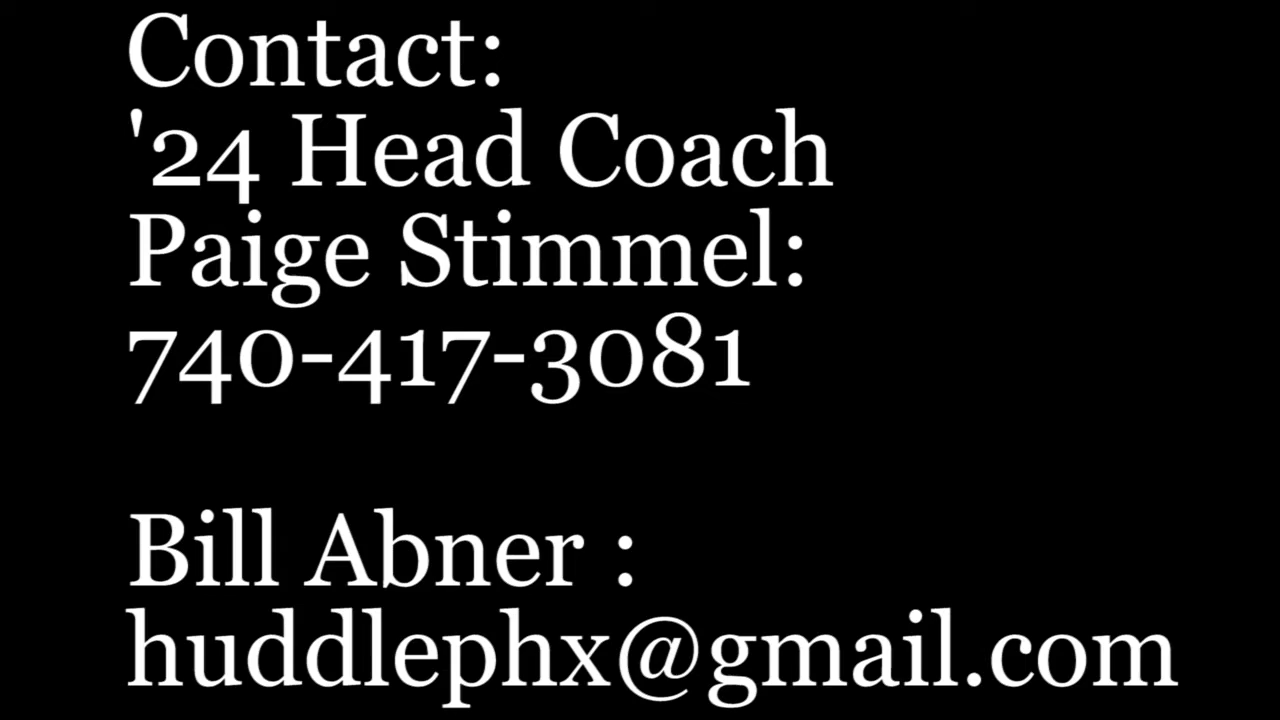 Contact:
'24 Head Coach
Paige Stimmel:
740-417-3081
Bill Abner :
huddlephx@gmail.com